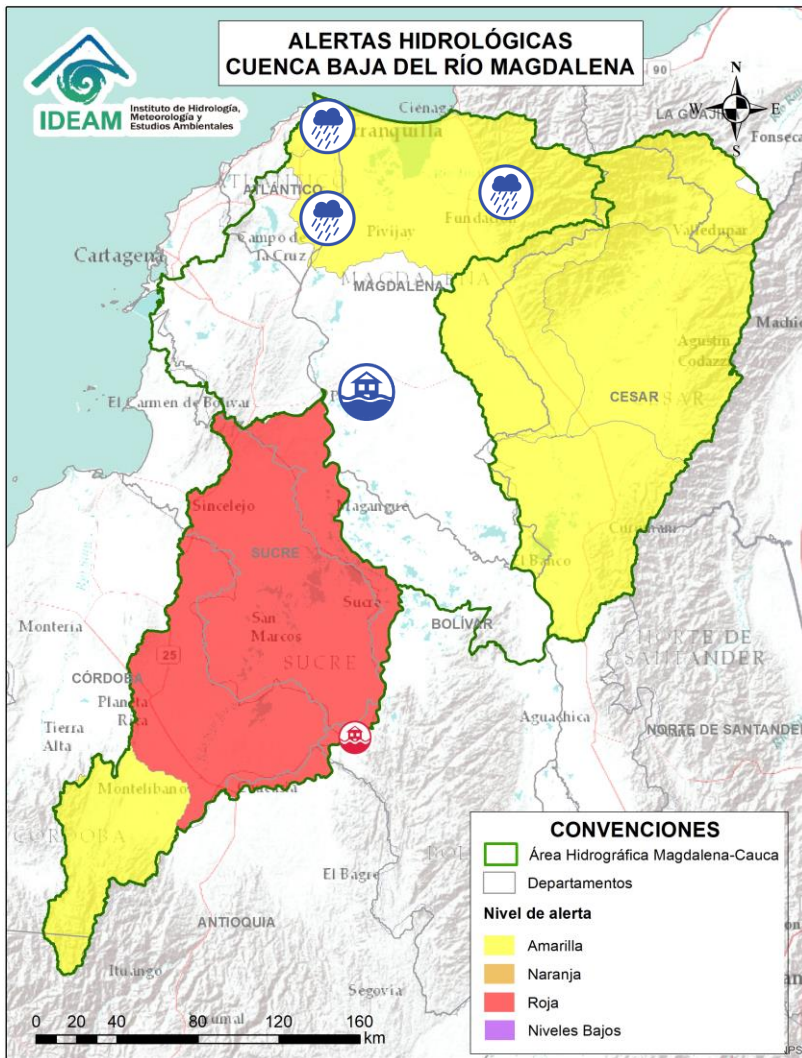 ALERTAS HIDROLÓGICAS
CUENCA BAJA DEL RÍO MAGDALENA
IDEAM
Instituto de Hidrología,
Meteorología y
Estudios Ambientales
90
N
W
E
S
Ciénaga
LA GUAJIRA
Fonseca
ATLÁNTICO
Fundación
Pivijay
Valledupar
Cartagena
Campo de
la Cruz
MAGDALENA
MAGDALENA
Agustín
Codazzi
CESAR
El Carmen de Bolívar
Sincelejo
Magangué
SUCRE
El Banco
Sucre
San
Marcos
BOLÍVAR
Montería
25
SUCRE
NORTE DE
SANTANDER
CÓRDOBA
Planeta
Rica
Aguachica
Tierra
Alta
NORTE DE SANTANDER
Montelíbano
CÓRDOBA
El Bagre
ANTIOQUIA
Ituango
Segovia
0 20 40 80 120 160
km
CONVENCIONES
Área Hidrográfica Magdalena-Cauca
Departamentos
Nivel de alerta
Amarilla
Naranja
Roja
Niveles Bajos